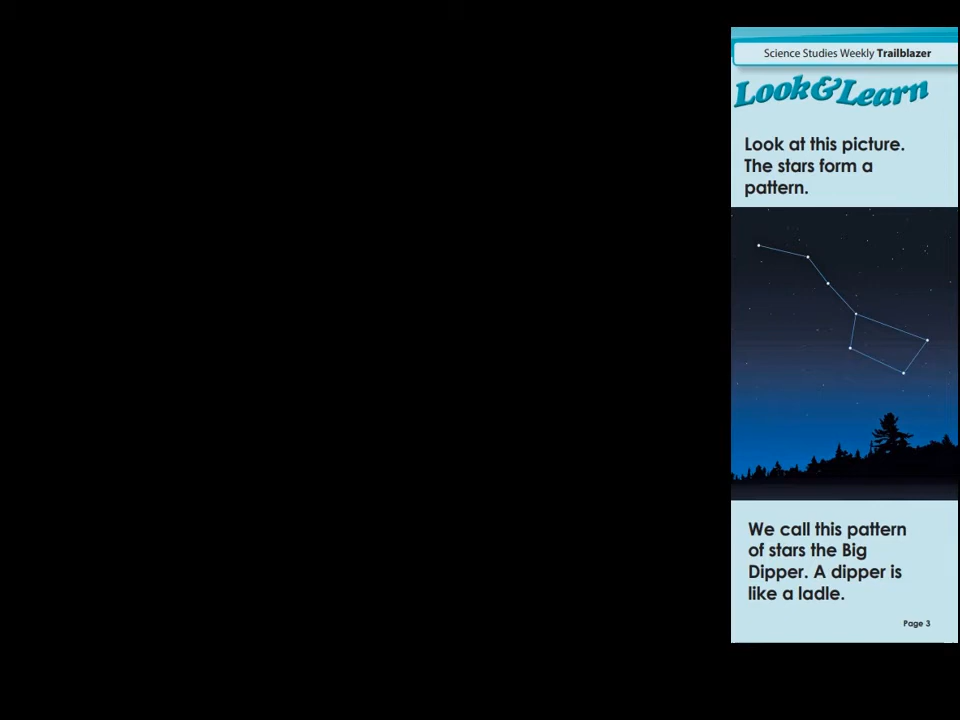 Science Studies Weekly Trailblazer
Look&Learn
Look at this picture.
The stars form a
pattern.
We call this pattern
of stars the Big
Dipper. A dipper is
like a ladle.
Page 3